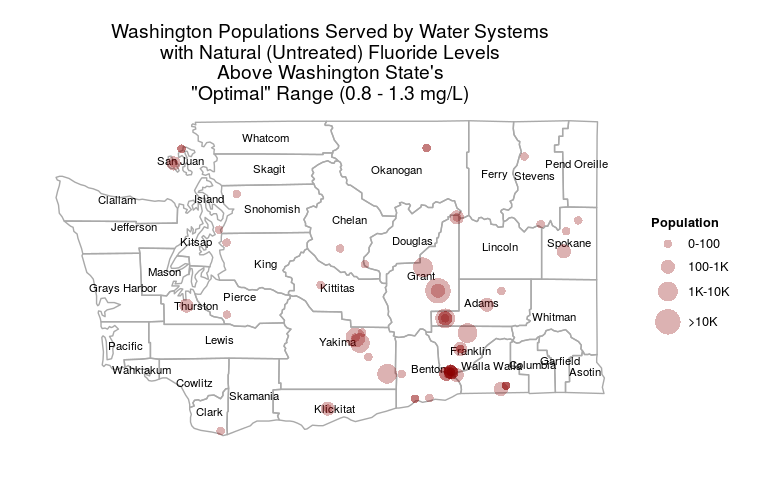 Washington Populations Served by Water Systems
with Natural (Untreated) Fluoride Levels
Above Washington State's
"Optimal" Range (0.8 - 1.3 mg/L)
Whatcom
San Juan
Skagit
Okanogan
Ferry
Stevens
Pend Oreille
Clallam
Island
Snohomish
Chelan
Jefferson
Kitsap
Douglas
Lincoln
Spokane
King
Mason
Grays Harbor
Grant
Kittitas
Pierce
Thurston
Adams
Whitman
Pacific
Lewis
Yakima
Franklin
Wahkiakum
Benton
Walla Walla
Columbia
Garfield
Asotin
Cowlitz
Skamania
Clark
Klickitat
Population
0-100
100-1K
1K-10K
>10K